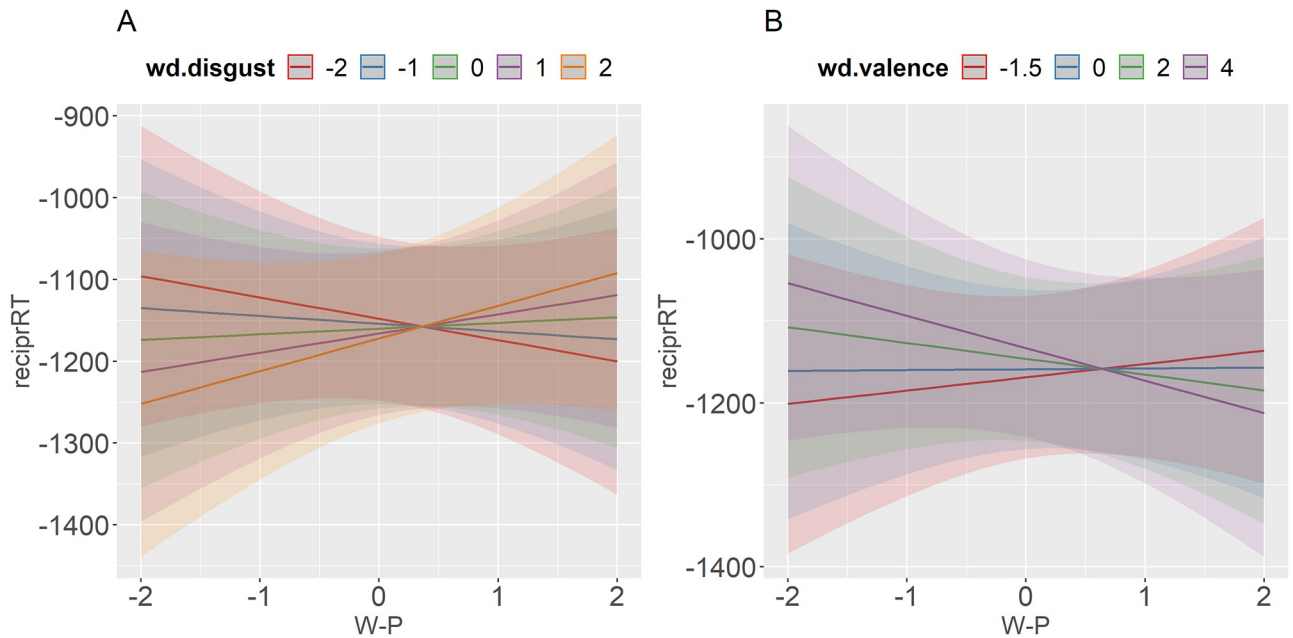 A
wd.disgust -2 -1 0 1 2
-900
-1000
-1100
-1200
-1300
-1400
reciprRT
-2 -1 0 1 2
W-P
B
wd.valence -1.5 0 2 4
-1000
-1200
-1400
reciprRT
-2 -1 0 1 2
W-P